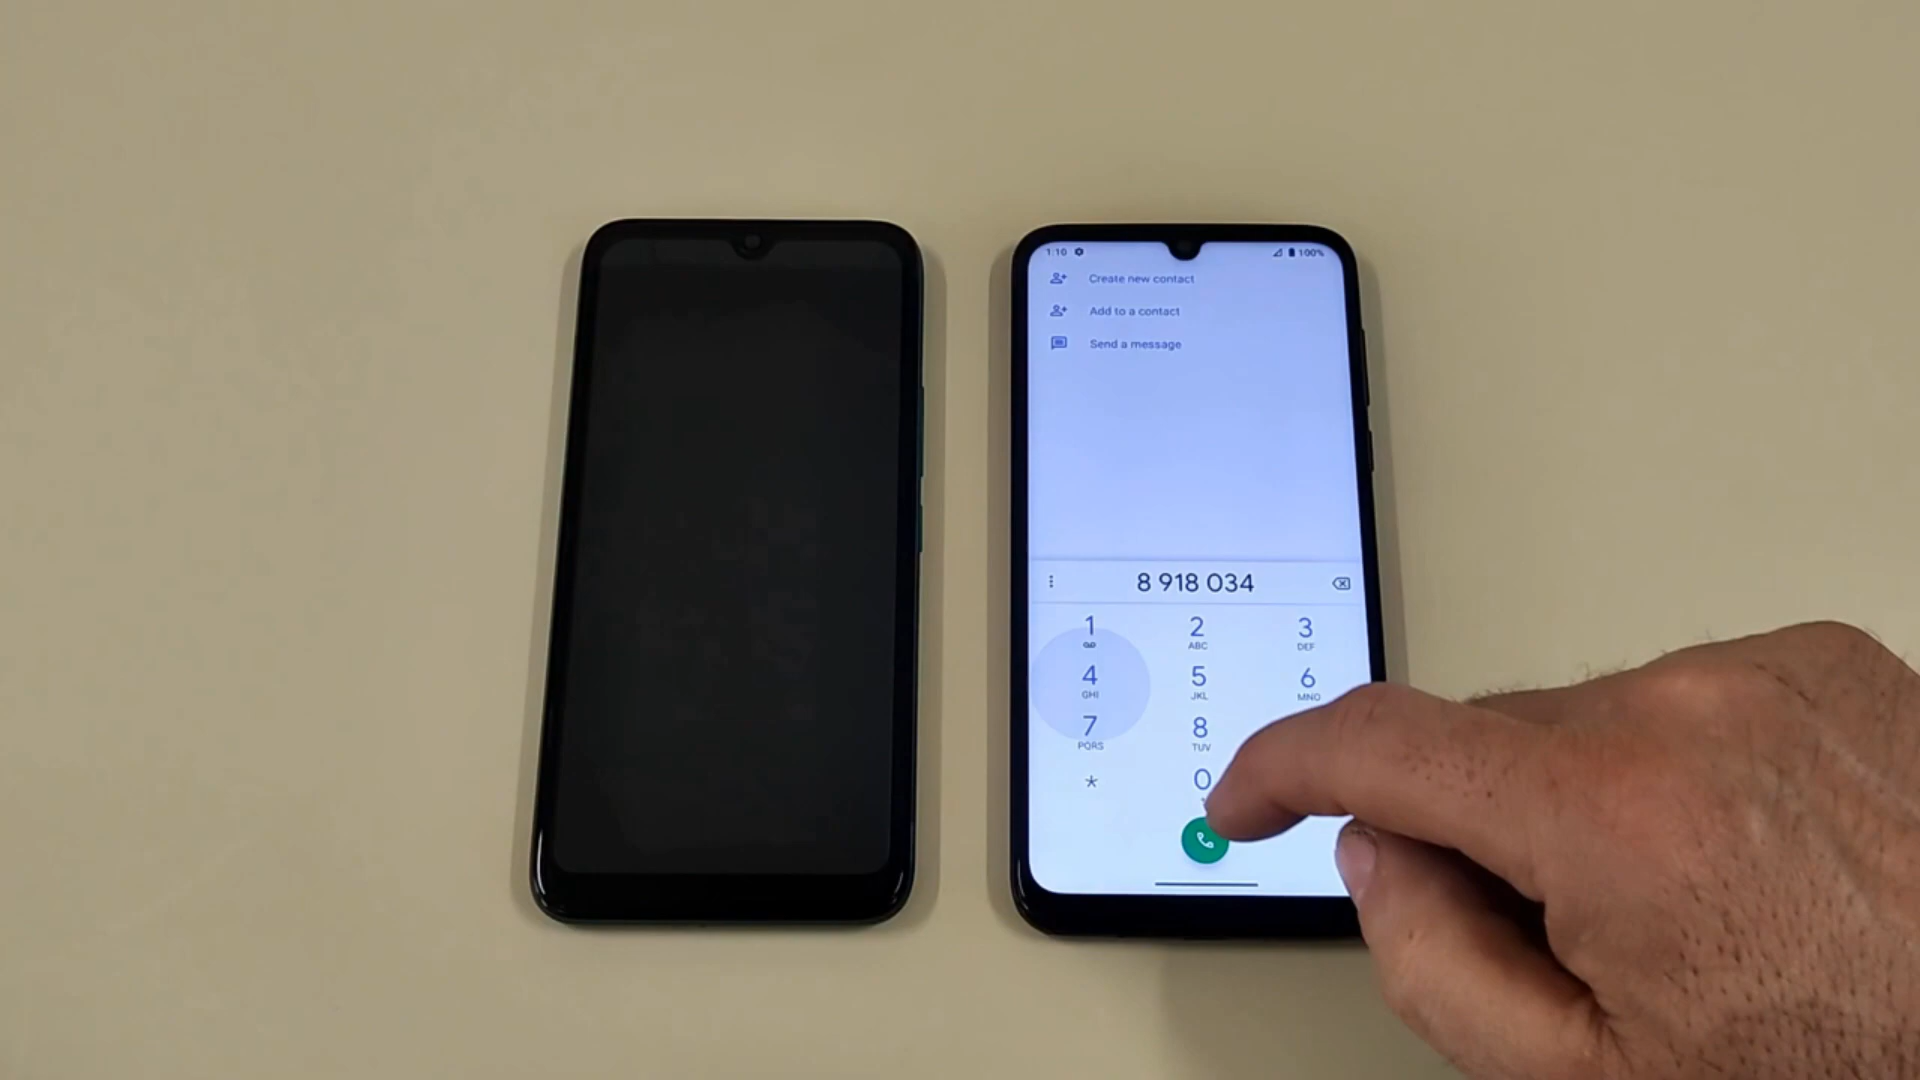 1:10 100%
Create new contact
Add to a contact
Send a message
8 918 034
1 2 3
ABC DEF
4 5 6
GHI JKL MNO
7 8
PQRS TUV
* 0